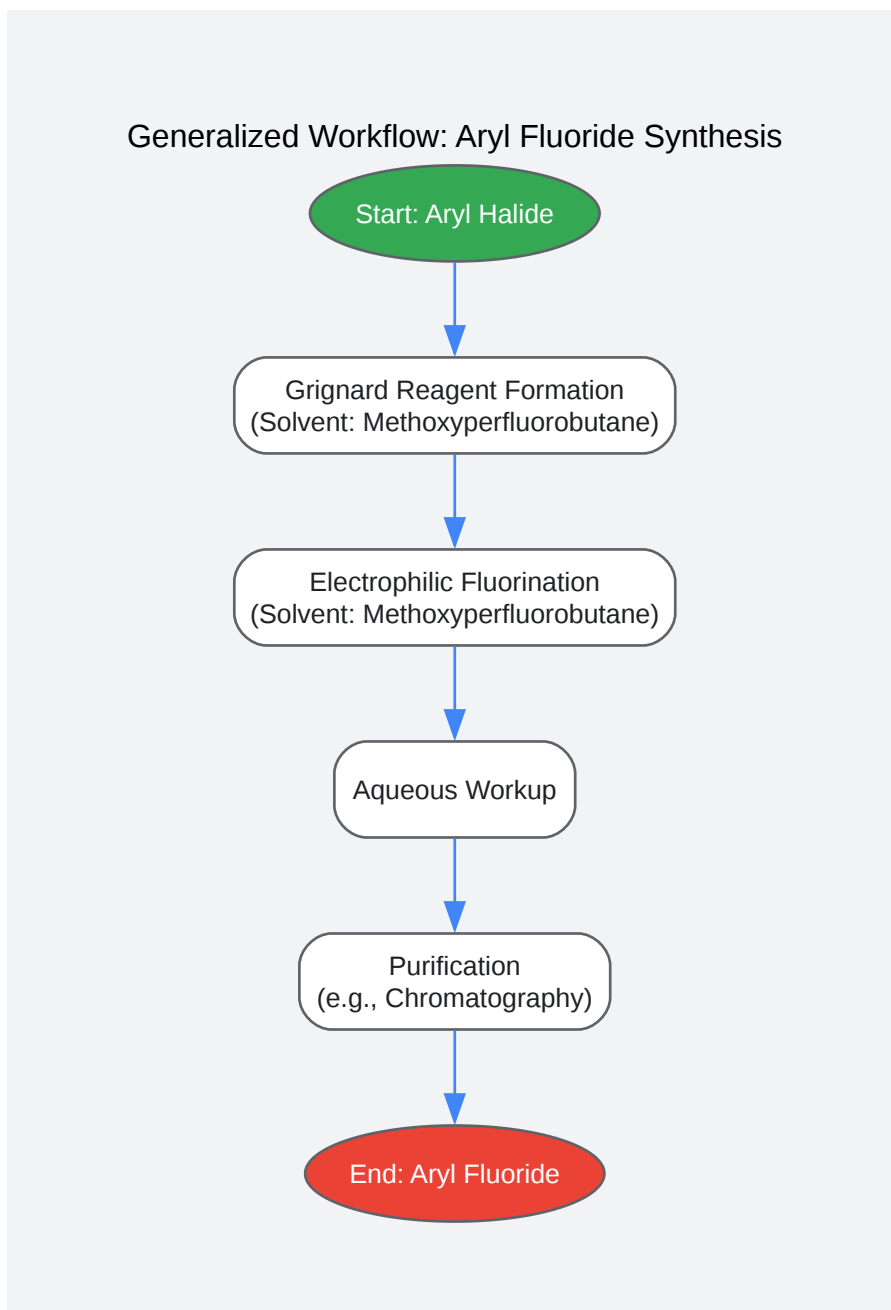 Generalized Workflow: Aryl Fluoride Synthesis
Start: Aryl Halide
Grignard Reagent Formation
(Solvent: Methoxyperfluorobutane)
Electrophilic Fluorination
(Solvent: Methoxyperfluorobutane)
Aqueous Workup
Purification
(e.g., Chromatography)
End: Aryl Fluoride